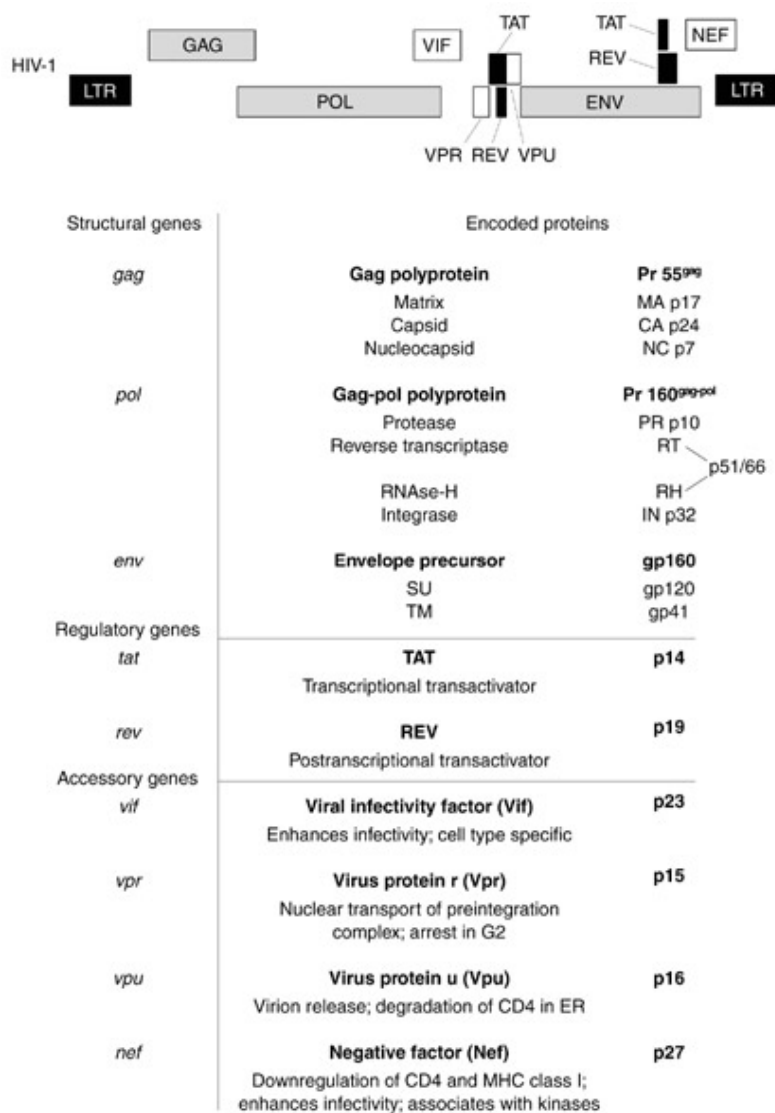 TAT TAT
GAG VIF NEF
HIV-1 REV
LTR POL ENV LTR
VPR REV VPU
Structural genes Encoded proteins
gag Gag polyprotein Pr 55gag
Matrix MA p17
Capsid CA p24
Nucleocapsid NC p7
pol Gag-pol polyprotein Pr 160gag-pol
Protease PR p10
Reverse transcriptase RT
p51/66
RNAse-H RH
Integrase IN p32
env Envelope precursor gp160
SU gp120
TM gp41
Regulatory genes
tat TAT p14
Transcriptional transactivator
rev REV p19
Postranscriptional transactivator
Accessory genes
vif Viral infectivity factor (Vif) p23
Enhances infectivity; cell type specific
vpr Virus protein r (Vpr) p15
Nuclear transport of preintegration
complex; arrest in G2
vpu Virus protein u (Vpu) p16
Virion release; degradation of CD4 in ER
nef Negative factor (Nef) p27
Downregulation of CD4 and MHC class I;
enhances infectivity; associates with kinases